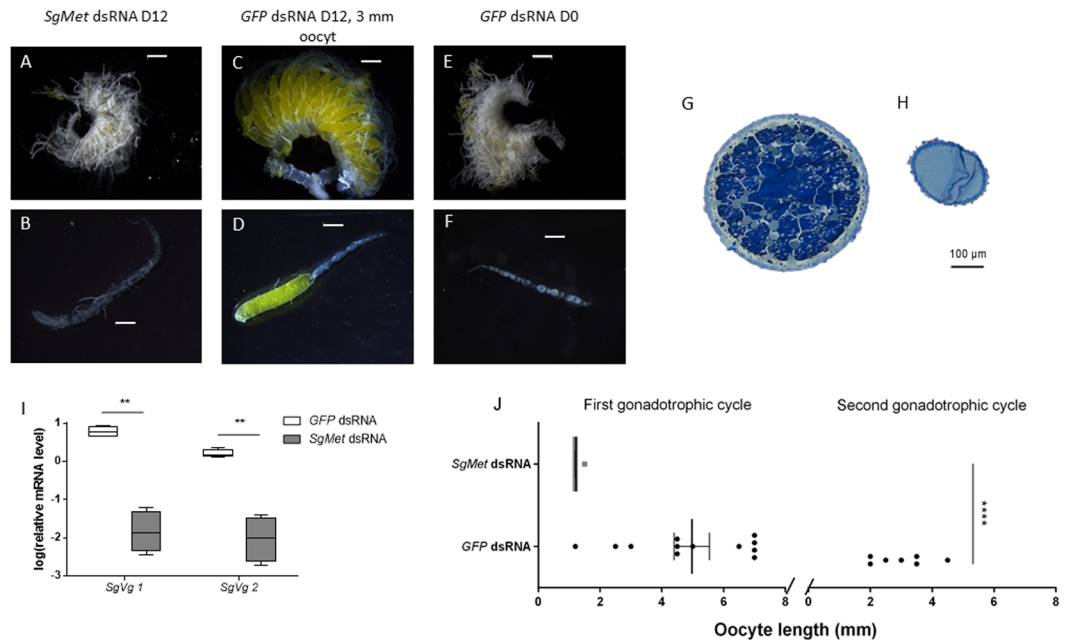 SgMet dsRNA D12
GFP dsRNA D12, 3 mm
oocyt
GFP dsRNA D0
A
C
E
B
D
F
G
H
100 µm
I
**
**
GFP dsRNA
SgMet dsRNA
log(relative mRNA level)
1
0
-1
-2
-3
SgVg 1
SgVg 2
J
First gonadotrophic cycle
Second gonadotrophic cycle
SgMet dsRNA
GFP dsRNA
****
0 2 4 6 8
0 2 4 6 8
Oocyte length (mm)